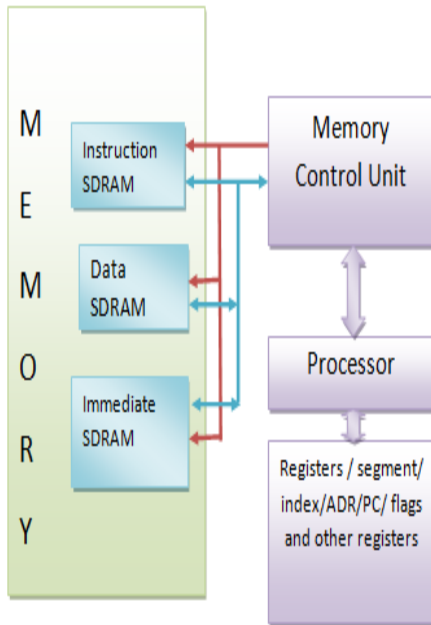 M
E
M
O
R
Y
Instruction
SDRAM
Data
SDRAM
Immediate
SDRAM
Memory
Control Unit
Processor
Registers / segment/
index/ADR/PC/ flags
and other registers